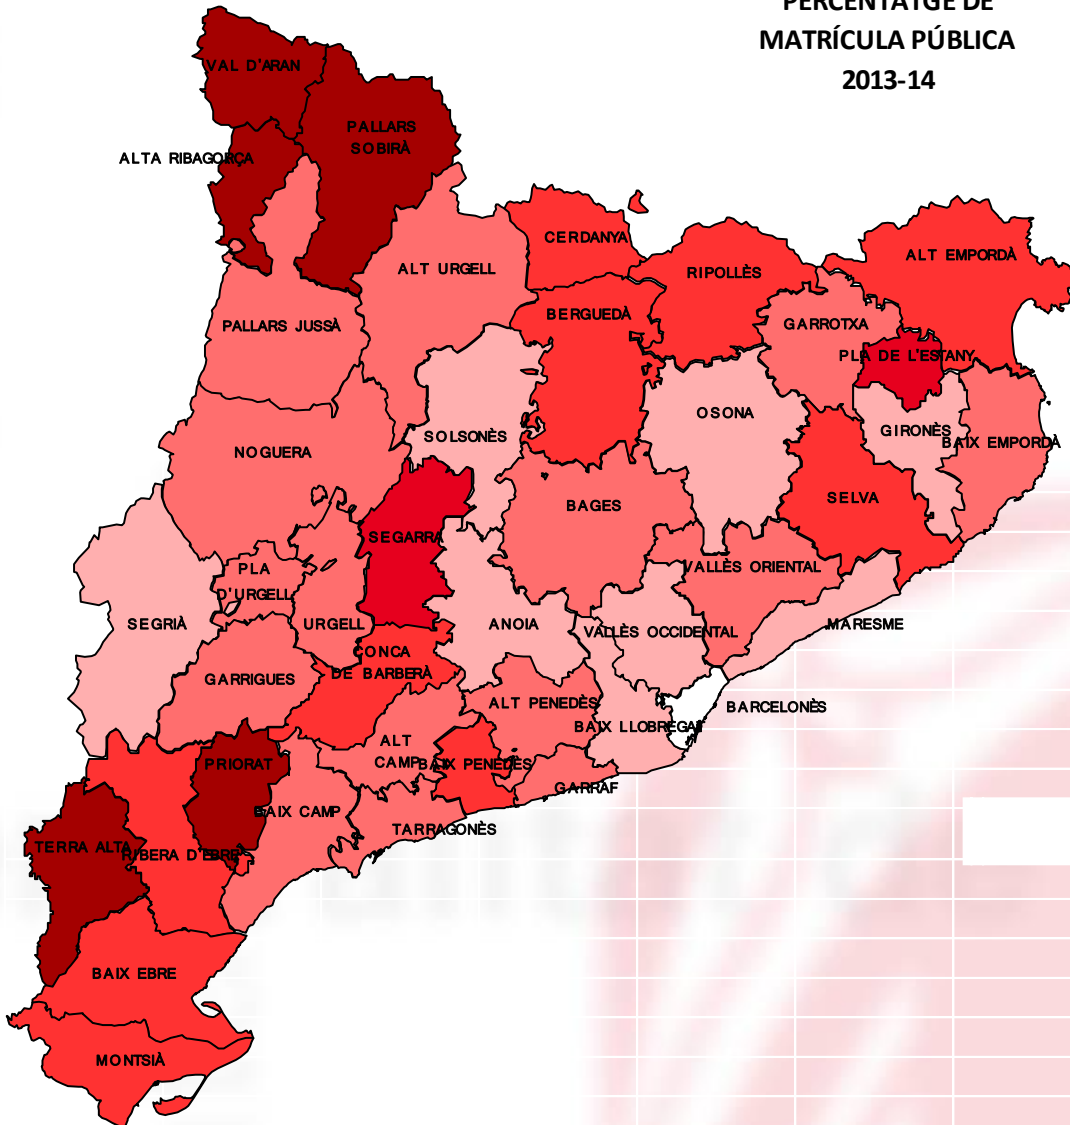 PERCENTATGE DE
MATRÍCULA PÚBLICA
2013-14
VAL D'ARAN
PALLARS
SOBIRÀ
ALTA RIBAGORÇA
CERDANYA
ALT URGELL
RIPOLLÈS
ALT EMPORDÀ
BERGUEDÀ
PALLARS JUSSÀ
GARROTXA
PLA DE L'ESTANY
OSONA
GIRONÈS
BAIX EMPORDÀ
SOLSONÈS
NOGUERA
SELVA
BAGES
SEGARRA
PLA
D'URGELL
VALLÈS ORIENTAL
SEGRIÀ
URGELL
ANOIA
VALLÈS OCCIDENTAL
MARESME
CONCA
DE BARBERÀ
GARRIGUES
ALT PENEDÈS
BARCELONÈS
BAIX LLOBREGAT
ALT
CAMP
BAIX PENEDÈS
PRIORAT
GARRAF
BAIX CAMP
TARRAGONÈS
TERRA ALTA
RIBERA D'EBRE
BAIX EBRE
MONTSIÀ